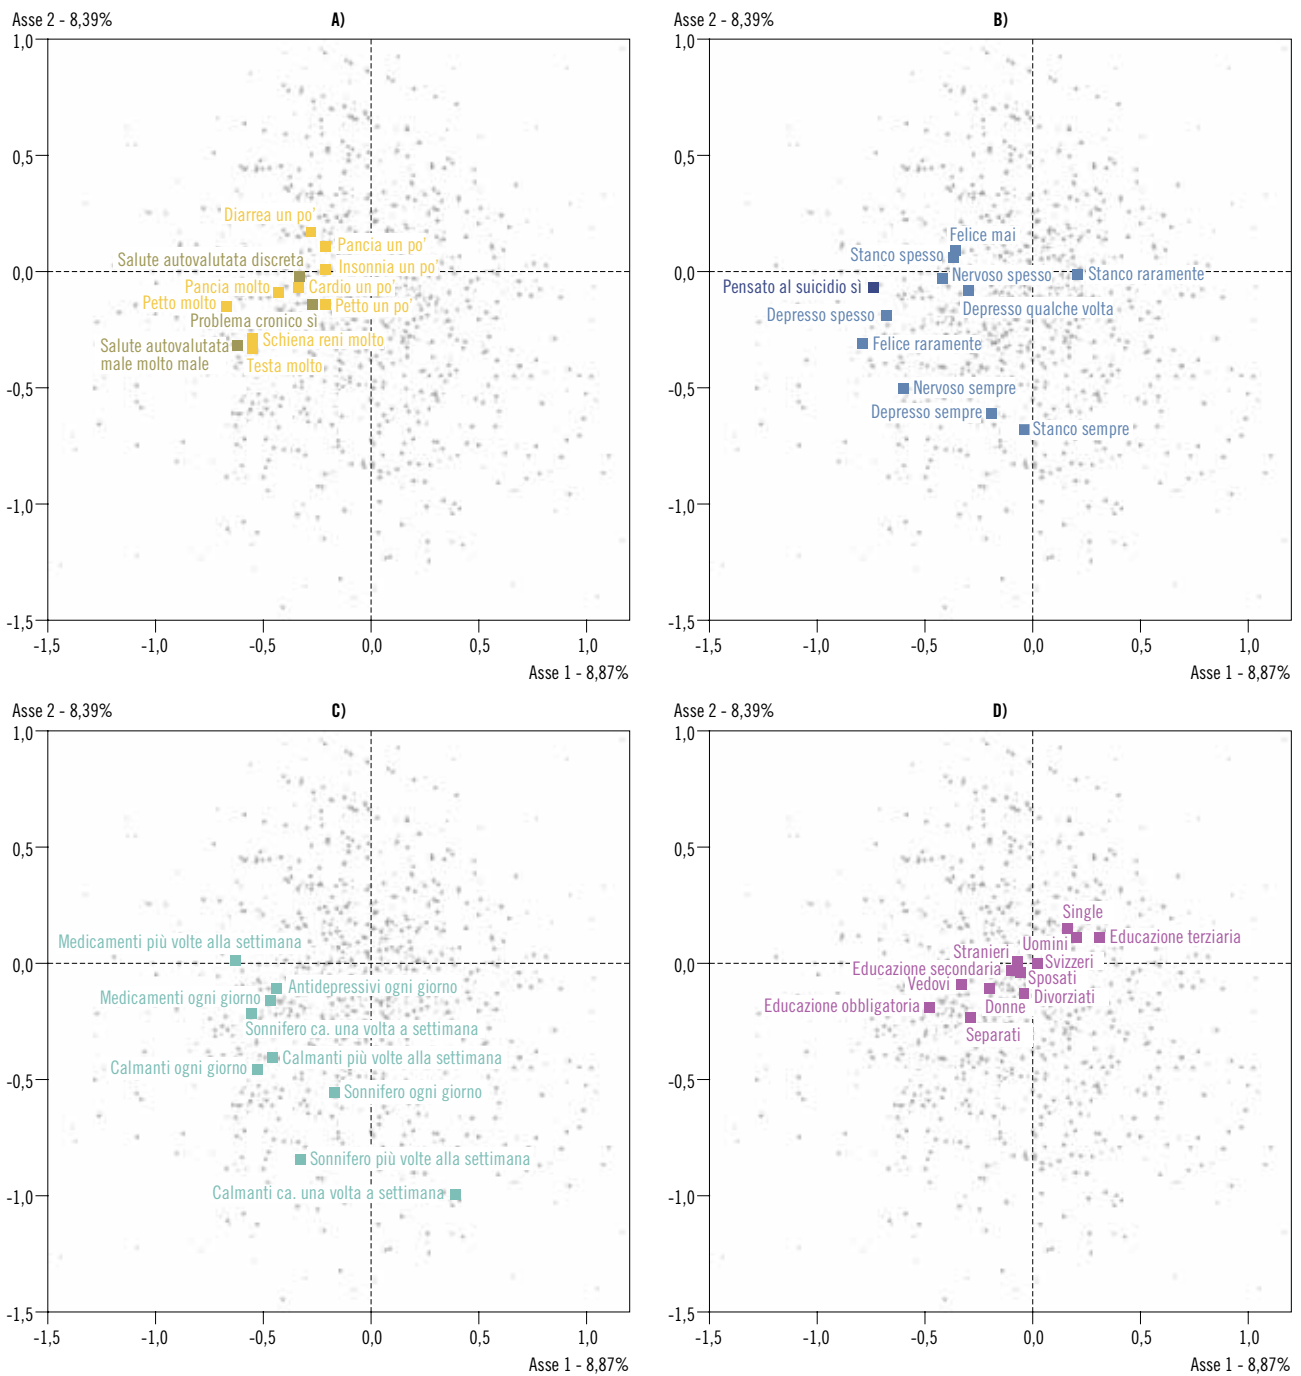 Asse 2 - 8,39%
A)
1,0
0,5
0,0
-0,5
-1,0
-1,5
-1,5
-1,0
-0,5
0,0
0,5
1,0
Asse 1 - 8,87%
Diarrea un po'
Pancia un po'
Salute autovalutata discreta
Insonnia un po'
Pancia molto
Cardio un po'
Petto molto
Petto un po'
Problema cronico sì
Schiena reni molto
Salute autovalutata
male molto male
Testa molto
Asse 2 - 8,39%
B)
1,0
0,5
0,0
-0,5
-1,0
-1,5
-1,5
-1,0
-0,5
0,0
0,5
1,0
Asse 1 - 8,87%
Felice mai
Stanco spesso
Nervoso spesso
Stanco raramente
Pensato al suicidio sì
Depresso qualche volta
Depresso spesso
Felice raramente
Nervoso sempre
Depresso sempre
Stanco sempre
Asse 2 - 8,39%
C)
1,0
0,5
0,0
-0,5
-1,0
-1,5
-1,5
-1,0
-0,5
0,0
0,5
1,0
Asse 1 - 8,87%
Medicamenti più volte alla settimana
Antidepressivi ogni giorno
Medicamenti ogni giorno
Sonnifero ca. una volta a settimana
Calmanti più volte alla settimana
Calmanti ogni giorno
Sonnifero ogni giorno
Sonnifero più volte alla settimana
Calmanti ca. una volta a settimana
Asse 2 - 8,39%
D)
1,0
0,5
0,0
-0,5
-1,0
-1,5
-1,5
-1,0
-0,5
0,0
0,5
1,0
Asse 1 - 8,87%
Single
Educazione terziaria
Uomini
Stranieri
Svizzeri
Educazione secondaria
Sposati
Vedovi
Divorziati
Educazione obbligatoria
Donne
Separati